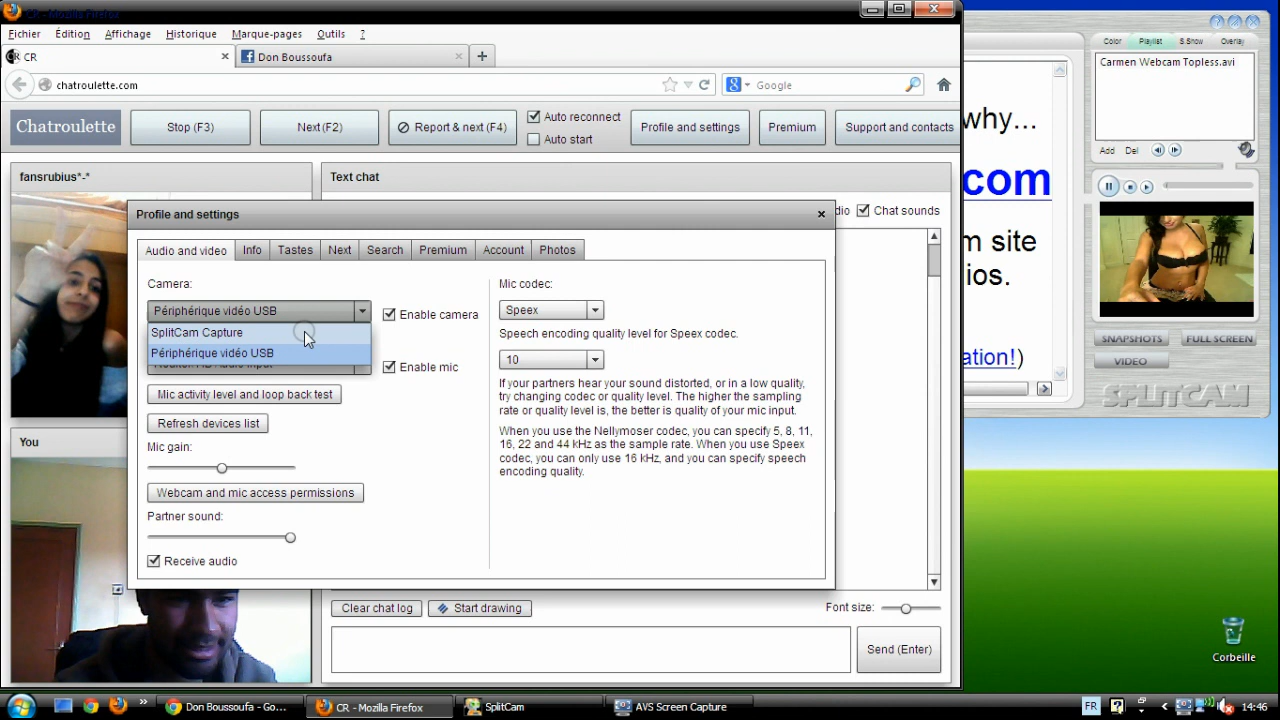 CR - Mozilla Firefox
Fichier Édition Affichage Historique Marque-pages Outils ?
CR
Don Boussoufa
chatroulette.com
Google
Chatroulette
Stop (F3)
Next (F2)
Report & next (F4)
Auto reconnect
Auto start
Profile and settings
Premium
Support and contacts
fansrubius*-*
Text chat
dio
Chat sounds
Profile and settings
Audio and video
Info
Tastes
Next
Search
Premium
Account
Photos
Camera:
Périphérique vidéo USB
Enable camera
SplitCam Capture
Périphérique vidéo USB
Enable mic
Mic activity level and loop back test
Refresh devices list
Mic gain:
Webcam and mic access permissions
Partner sound:
Receive audio
Mic codec:
Speex
Speech encoding quality level for Speex codec.
10
If your partners hear your sound distorted, or in a low quality,
try changing codec or quality level. The higher the sampling
rate or quality level is, the better is quality of your mic input.
When you use the Nellymoser codec, you can specify 5, 8, 11,
16, 22 and 44 kHz as the sample rate. When you use Speex
codec, you can only use 16 kHz, and you can specify speech
encoding quality.
You
Clear chat log
Start drawing
Font size:
Send (Enter)
why...
com
m site
ios.
ation!)
Color
Playlist
S.Show
Overlay
Carmen Webcam Topless.avi
Add
Del
SNAPSHOTS
FULL SCREEN
VIDEO
SPLITCAM
Corbeille
Don Boussoufa - Go...
CR - Mozilla Firefox
SplitCam
AVS Screen Capture
FR
14:46